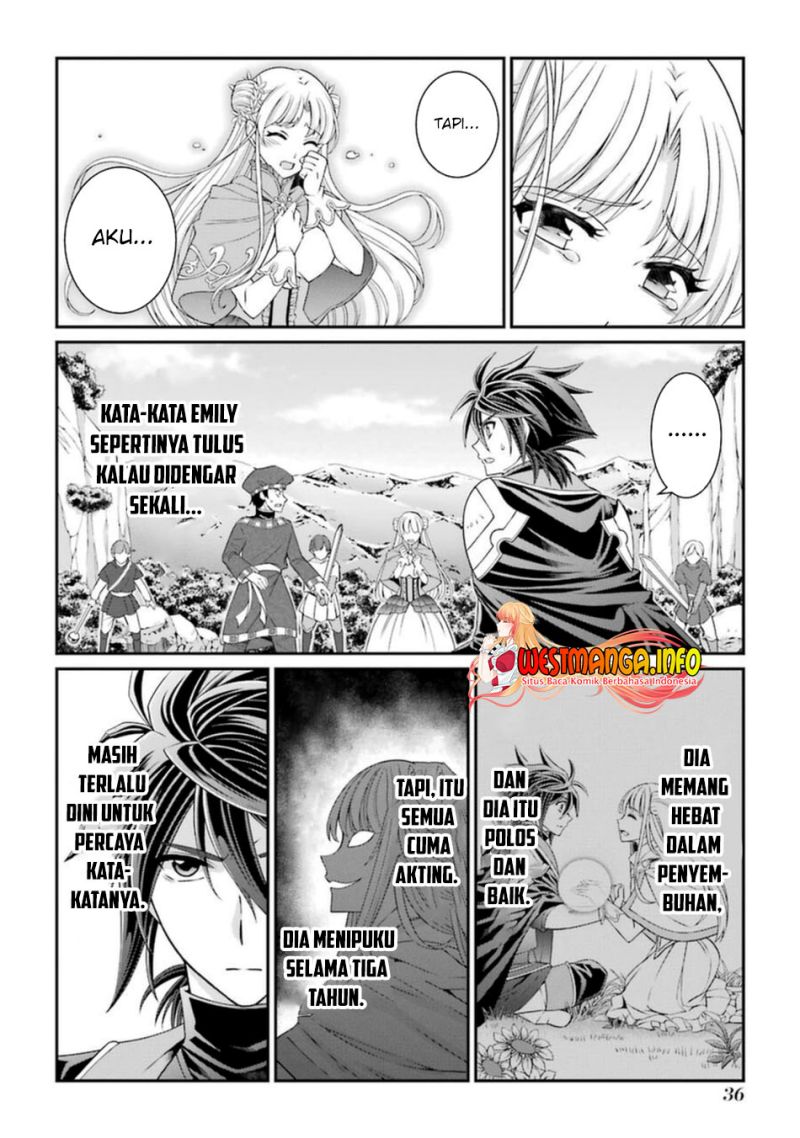 TAPI...
AKU...
......
KATA-KATA EMILY
SEPERTINYA TULUS
KALAU DIDENGAR
SEKALI...
WESTMANGA.INFO
Situs Baca Komik Berbahasa Indonesia
DIA
MEMANG
HEBAT
DALAM
PENYEM-
BUHAN,
DAN
DIA ITU
POLOS
DAN
BAIK.
TAPI, ITU
SEMUA
CUMA
AKTING.
DIA MENIPUKU
SELAMA TIGA
TAHUN.
MASIH
TERLALU
DINI UNTUK
PERCAYA
KATA-
KATANYA.
36